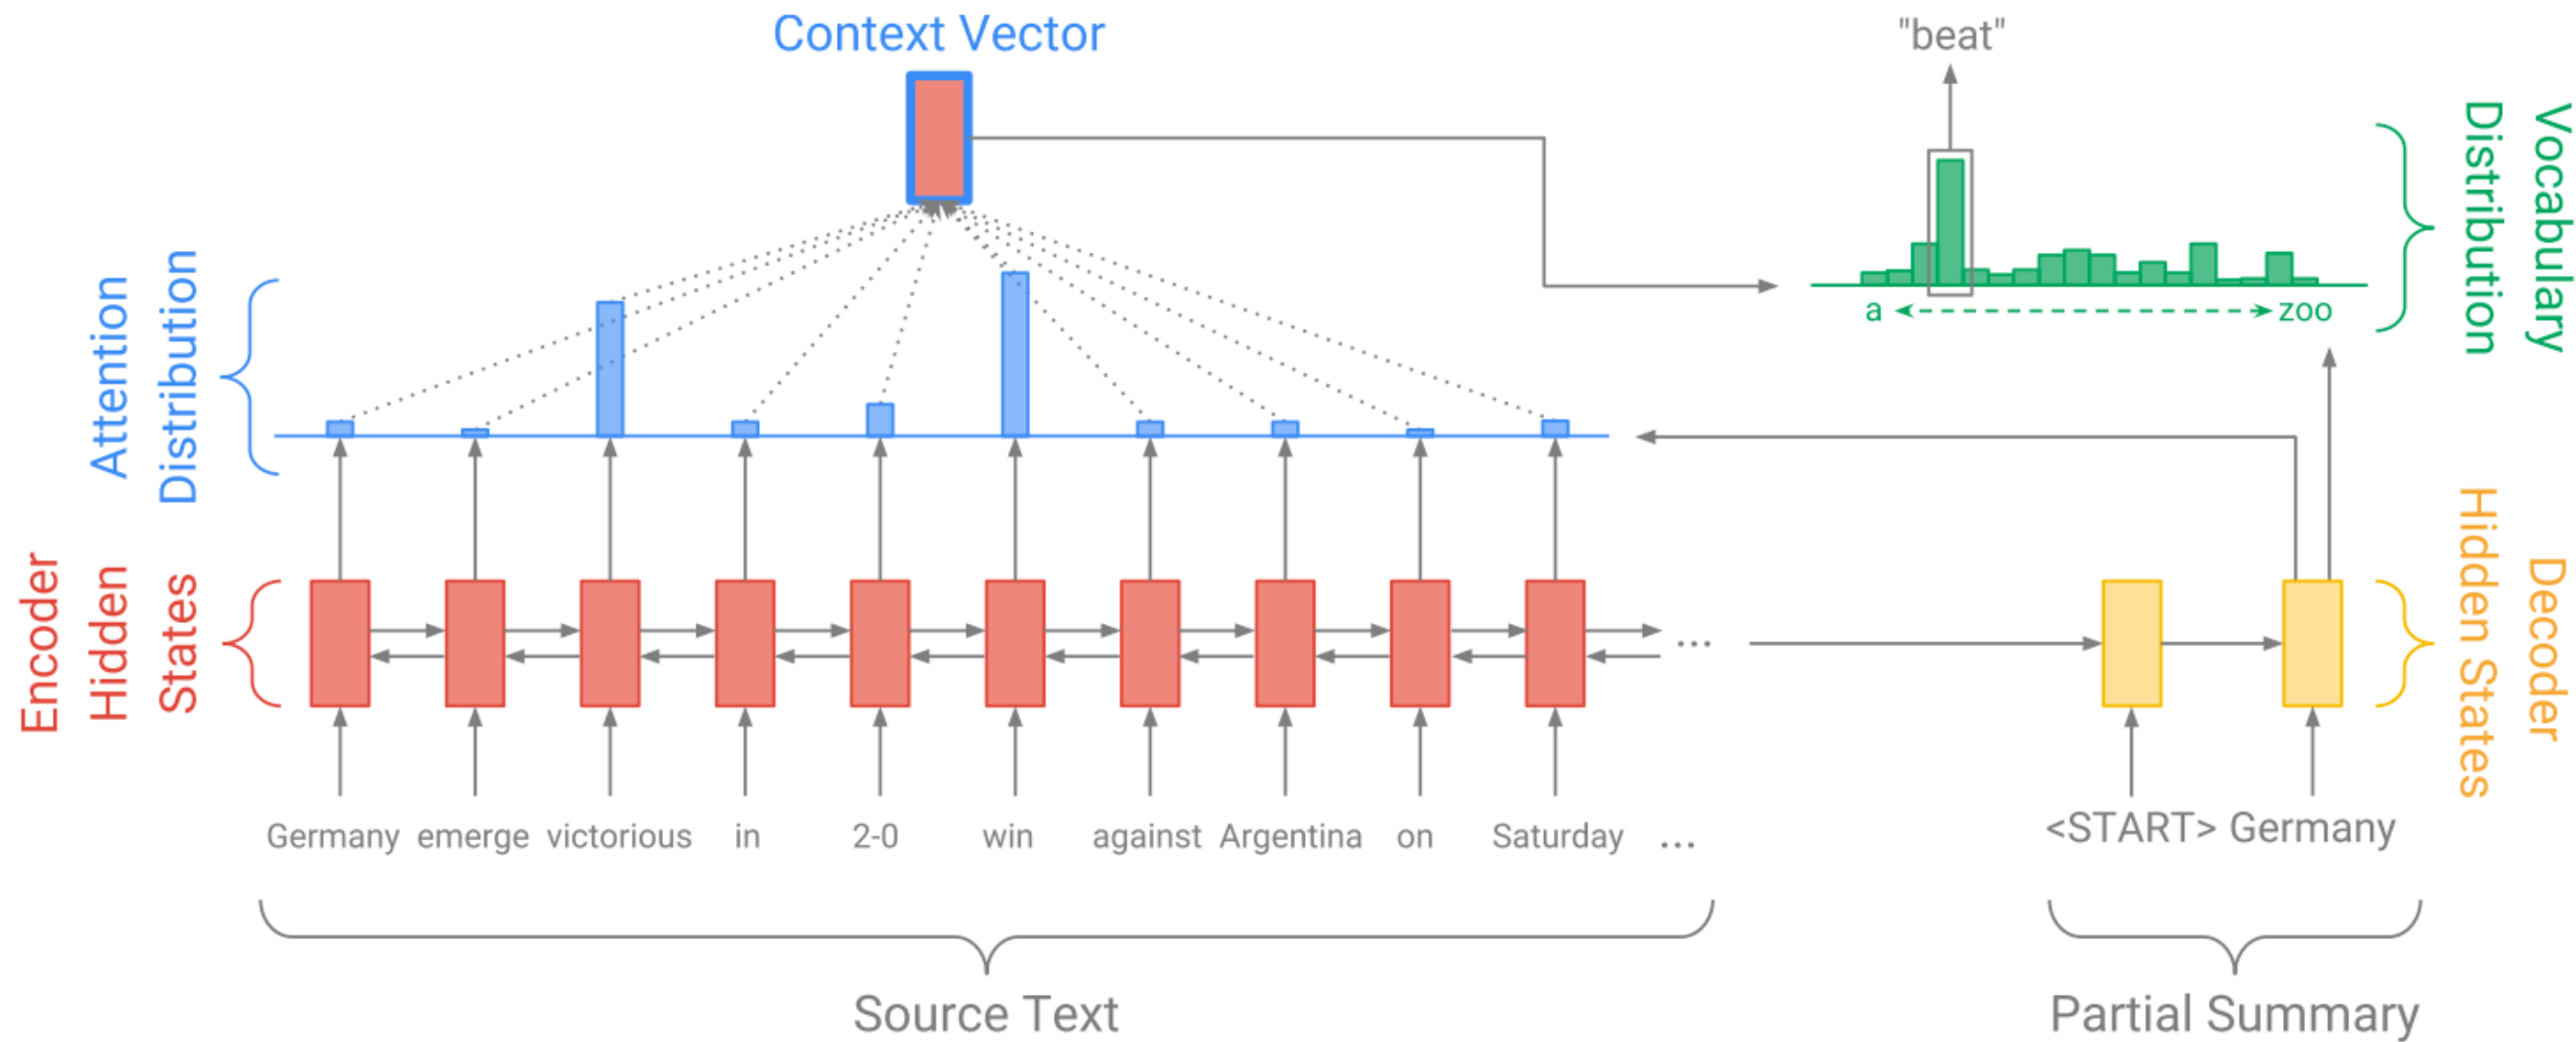 Context Vector
"beat"
Vocabulary
Distribution
a
zoo
Attention
Distribution
Encoder
Hidden
States
...
Decoder
Hidden States
Germany emerge victorious in 2-0 win against Argentina on Saturday ...
<START> Germany
Source Text
Partial Summary